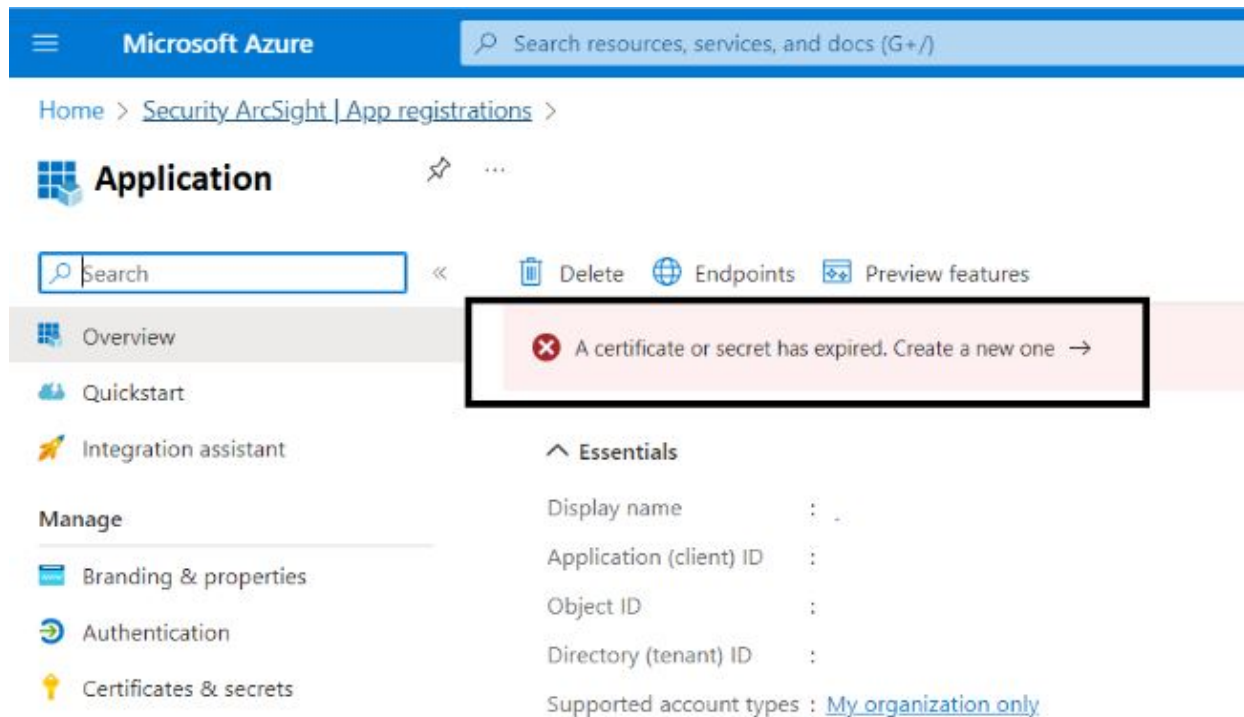 Microsoft Azure
Search resources, services, and docs (G+/)
Home > Security ArcSight | App registrations >
Application
Search
«
Delete
Endpoints
Preview features
Overview
A certificate or secret has expired. Create a new one →
Quickstart
Integration assistant
Essentials
Manage
Display name :
Application (client) ID :
Branding & properties
Object ID :
Authentication
Directory (tenant) ID :
Certificates & secrets
Supported account types : My organization only